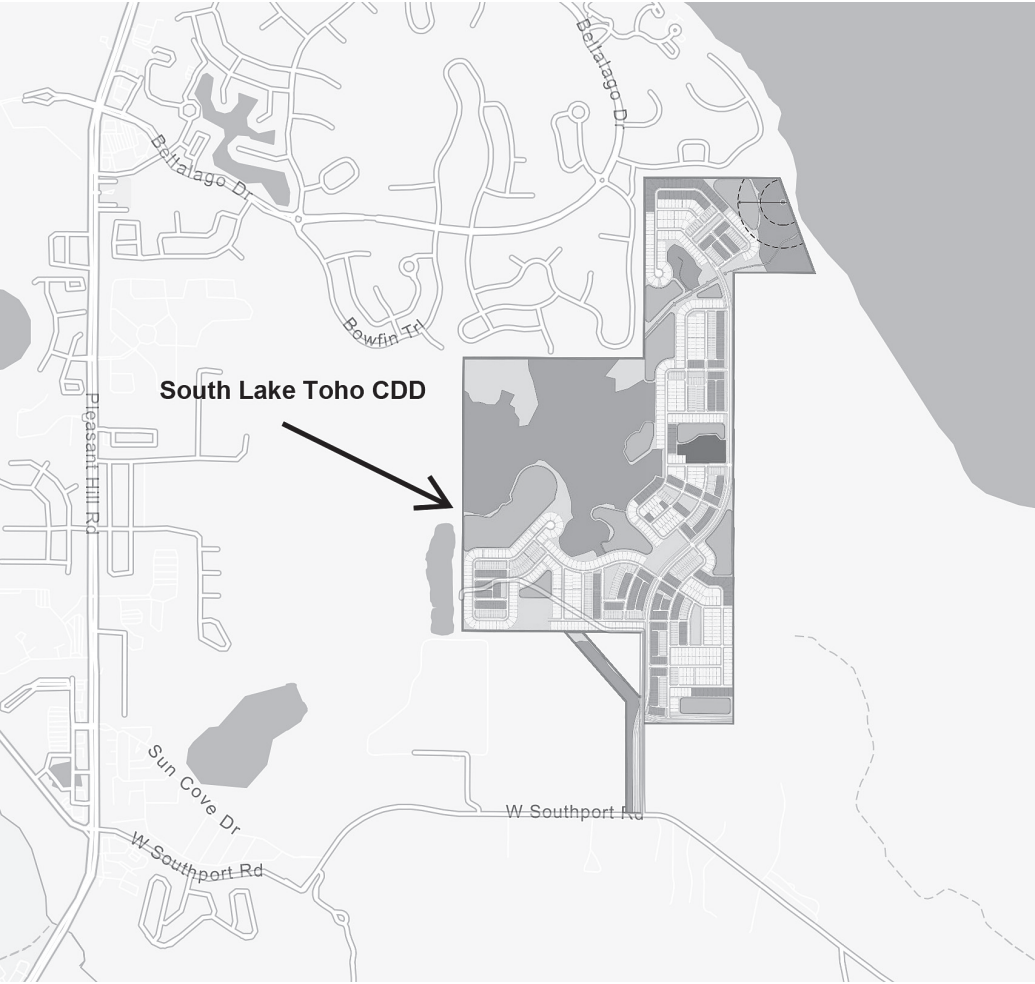 Bellalago Dr
Bellalago Dr
Bowfin Trl
South Lake Toho CDD
Pleasant Hill Rd
Sun Cove Dr
W Southport Rd
W Southport Rd